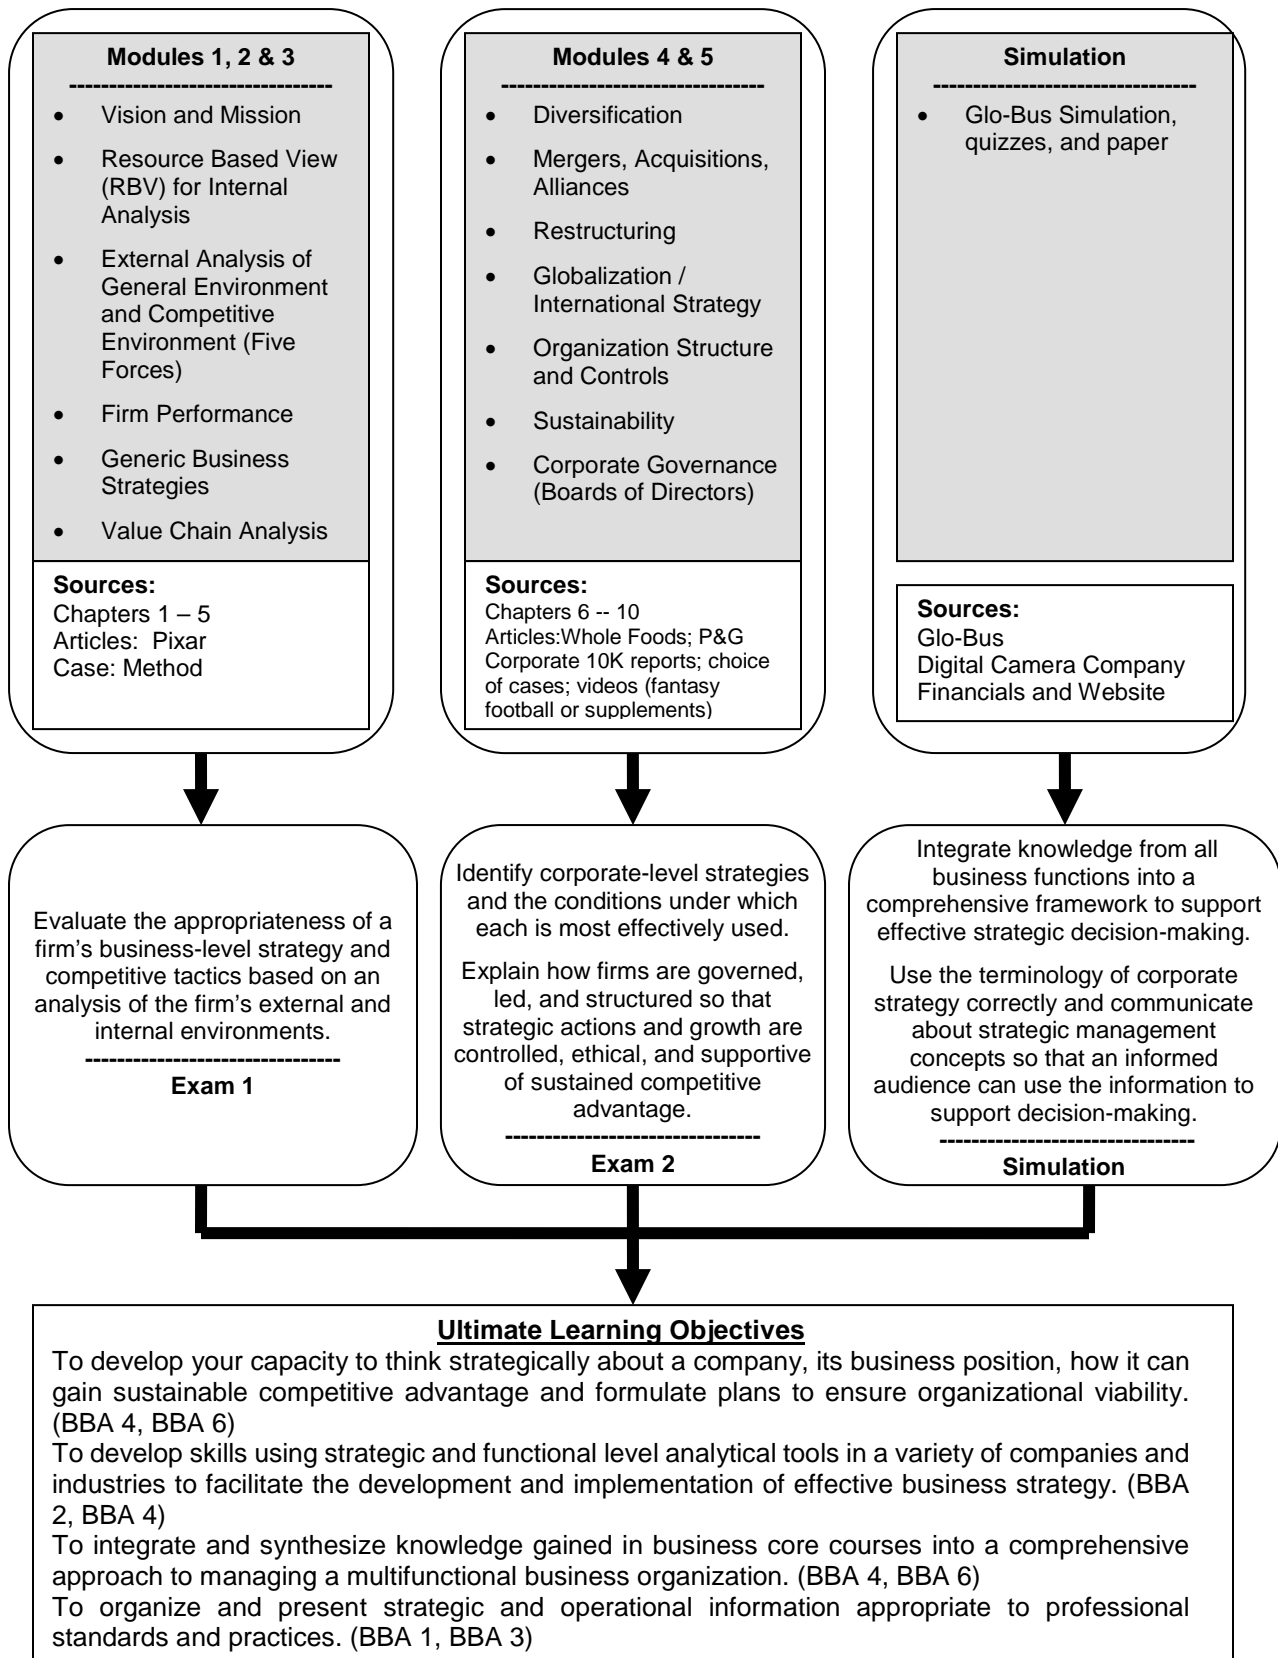 Modules 1, 2 & 3
---------------------------------
• Vision and Mission
• Resource Based View
(RBV) for Internal
Analysis
• External Analysis of
General Environment
and Competitive
Environment (Five
Forces)
• Firm Performance
• Generic Business
Strategies
• Value Chain Analysis
Sources:
Chapters 1 – 5
Articles: Pixar
Case: Method
Modules 4 & 5
---------------------------------
• Diversification
• Mergers, Acquisitions,
Alliances
• Restructuring
• Globalization /
International Strategy
• Organization Structure
and Controls
• Sustainability
• Corporate Governance
(Boards of Directors)
Sources:
Chapters 6 -- 10
Articles:Whole Foods; P&G
Corporate 10K reports; choice
of cases; videos (fantasy
football or supplements)
Simulation
---------------------------------
• Glo-Bus Simulation,
quizzes, and paper
Sources:
Glo-Bus
Digital Camera Company
Financials and Website
Evaluate the appropriateness of a
firm's business-level strategy and
competitive tactics based on an
analysis of the firm's external and
internal environments.
--------------------------------
Exam 1
Identify corporate-level strategies
and the conditions under which
each is most effectively used.
Explain how firms are governed,
led, and structured so that
strategic actions and growth are
controlled, ethical, and supportive
of sustained competitive
advantage.
--------------------------------
Exam 2
Integrate knowledge from all
business functions into a
comprehensive framework to support
effective strategic decision-making.
Use the terminology of corporate
strategy correctly and communicate
about strategic management
concepts so that an informed
audience can use the information to
support decision-making.
--------------------------------
Simulation
Ultimate Learning Objectives
To develop your capacity to think strategically about a company, its business position, how it can
gain sustainable competitive advantage and formulate plans to ensure organizational viability.
(BBA 4, BBA 6)
To develop skills using strategic and functional level analytical tools in a variety of companies and
industries to facilitate the development and implementation of effective business strategy. (BBA
2, BBA 4)
To integrate and synthesize knowledge gained in business core courses into a comprehensive
approach to managing a multifunctional business organization. (BBA 4, BBA 6)
To organize and present strategic and operational information appropriate to professional
standards and practices. (BBA 1, BBA 3)